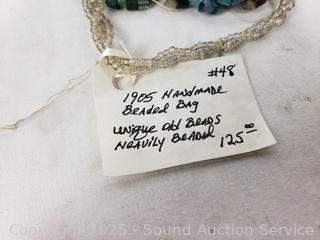 #48
1905 Handmade
Beaded Bag
unique old Beads
Heavily Beaded
125.00
Copyright 2025 - Sound Auction Service